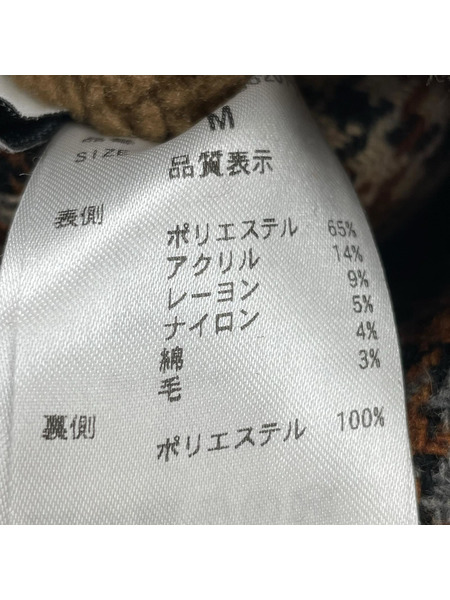 M
SIZE
品質表示
表側
ポリエステル 65%
アクリル 14%
レーヨン 9%
ナイロン 5%
綿 4%
毛 3%
裏側
ポリエステル 100%